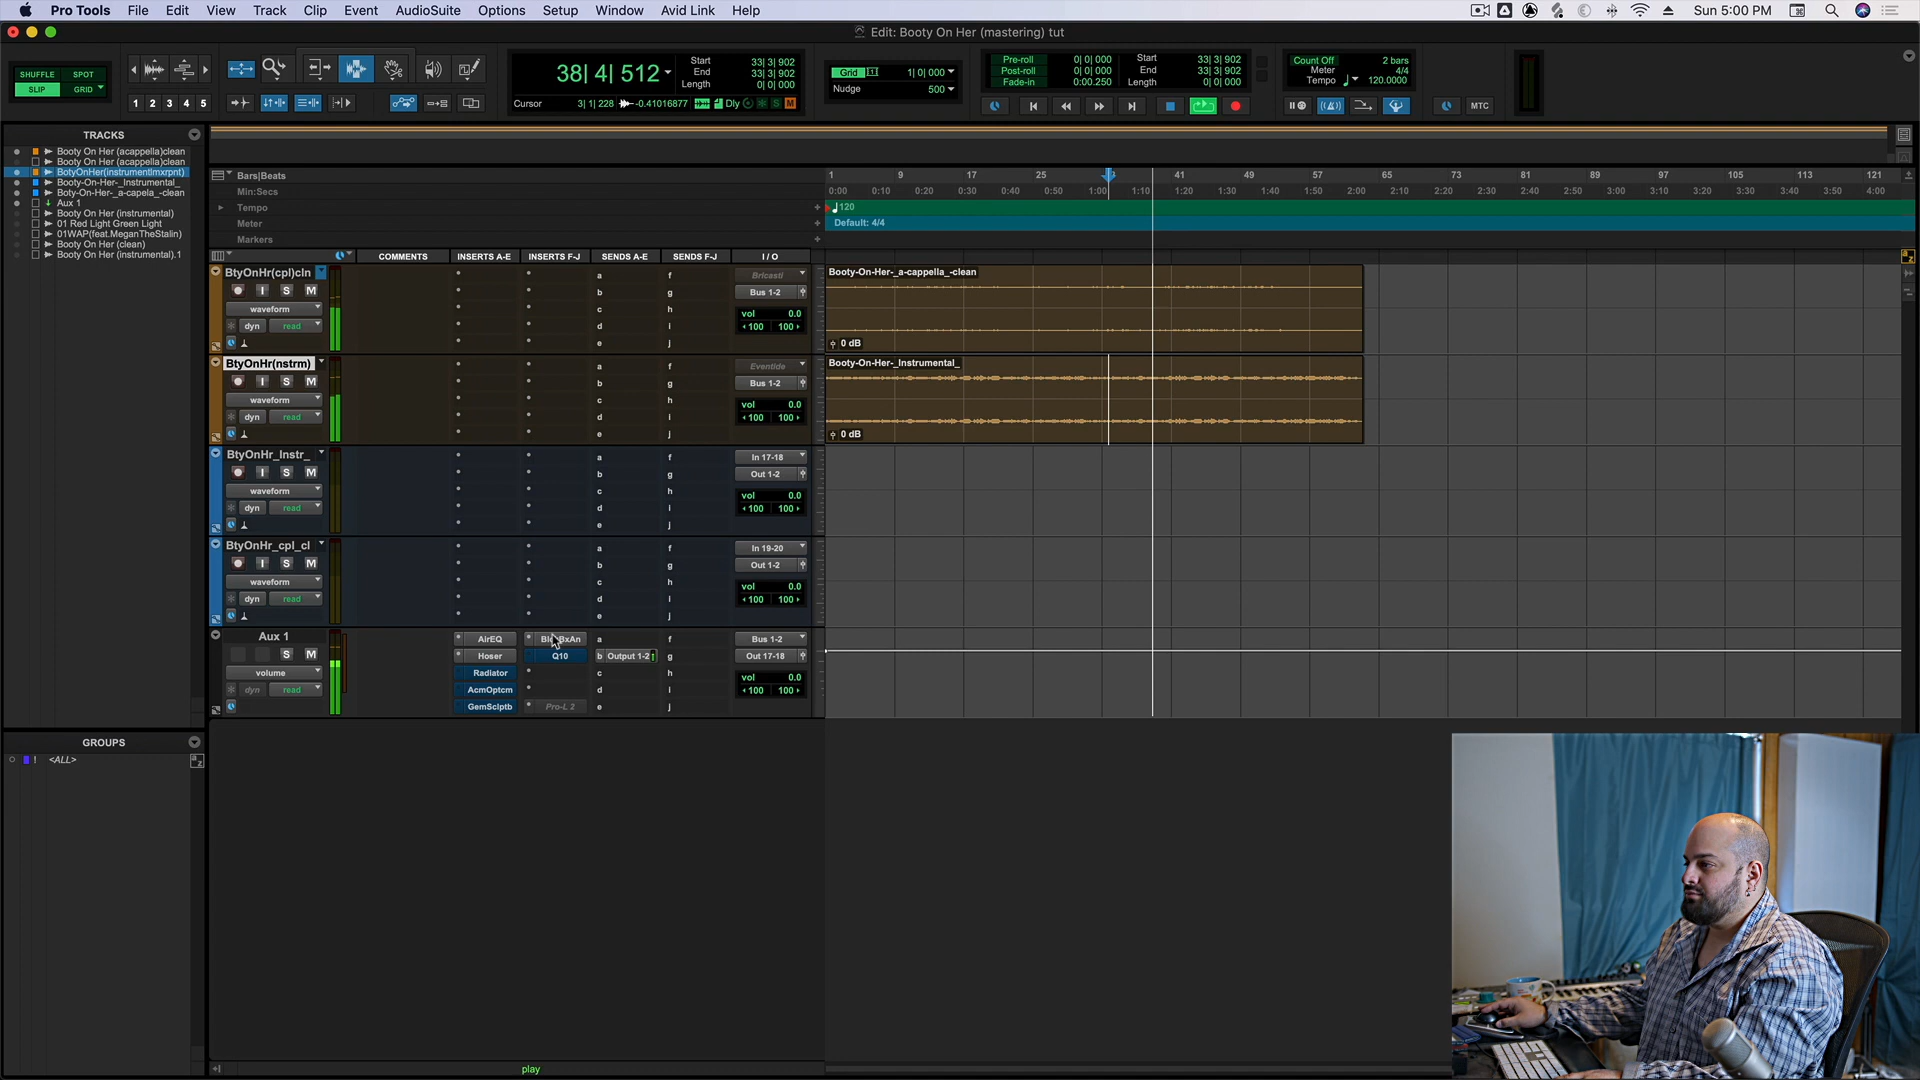 Pro Tools File Edit View Track Clip Event AudioSuite Options Setup Window Avid Link Help Sun 5:00 PM
Edit: Booty On Her (mastering) tut
SHUFFLE SPOT
SLIP GRID
1 2 3 4 5
38| 4| 512
Start 33| 3| 902
End 33| 3| 902
Length 0| 0| 000
Cursor 3| 1| 228 -0.41016877 Dly S M
Grid 1| 0| 000
Nudge 500
Pre-roll 0| 0| 000
Post-roll 0| 0| 000
Fade-in 0:00.250
Start 33| 3| 902
End 33| 3| 902
Length 0| 0| 000
Count Off 2 bars
Meter 4/4
Tempo 120.0000
MTC
TRACKS
Booty On Her (acappella)clean
Booty On Her (acappella)clean
BotyOnHer(instrumentlmxrpnt)
Booty-On-Her-_Instrumental_
Boty-On-Her-_a-capela_-clean
Aux 1
Booty On Her (instrumental)
01 Red Light Green Light
01WAP(feat.MeganTheStalin)
Booty On Her (clean)
Booty On Her (instrumental).1
GROUPS
! <ALL>
Bars|Beats 1 9 17 25 41 49 57 65 73 81 89 97 105 113 121
Min:Secs 0:00 0:10 0:20 0:30 0:40 0:50 1:00 1:10 1:20 1:30 1:40 1:50 2:00 2:10 2:20 2:30 2:40 2:50 3:00 3:10 3:20 3:30 3:40 3:50 4:00
Tempo 120
Meter Default: 4/4
Markers
COMMENTS INSERTS A-E INSERTS F-J SENDS A-E SENDS F-J I / O
BtyOnHr(cpl)cln
I S M
waveform
dyn read
a b c d e
f g h i j
Bricasti
Bus 1-2
vol 0.0
100 100
Booty-On-Her-_a-cappella_-clean
0 dB
BtyOnHr(nstrm)
I S M
waveform
dyn read
a b c d e
f g h i j
Eventide
Bus 1-2
vol 0.0
100 100
Booty-On-Her-_Instrumental_
0 dB
BtyOnHr_Instr_
I S M
waveform
dyn read
a b c d e
f g h i j
In 17-18
Out 1-2
vol 0.0
100 100
BtyOnHr_cpl_cl
I S M
waveform
dyn read
a b c d e
f g h i j
In 19-20
Out 1-2
vol 0.0
100 100
Aux 1
S M
volume
dyn read
AIrEQ
Hoser
Radiator
AcmOptcm
GemSclptb
Q10
Pro-L 2
a
b Output 1-2
c d e
f g h i j
Bus 1-2
Out 17-18
vol 0.0
100 100
play